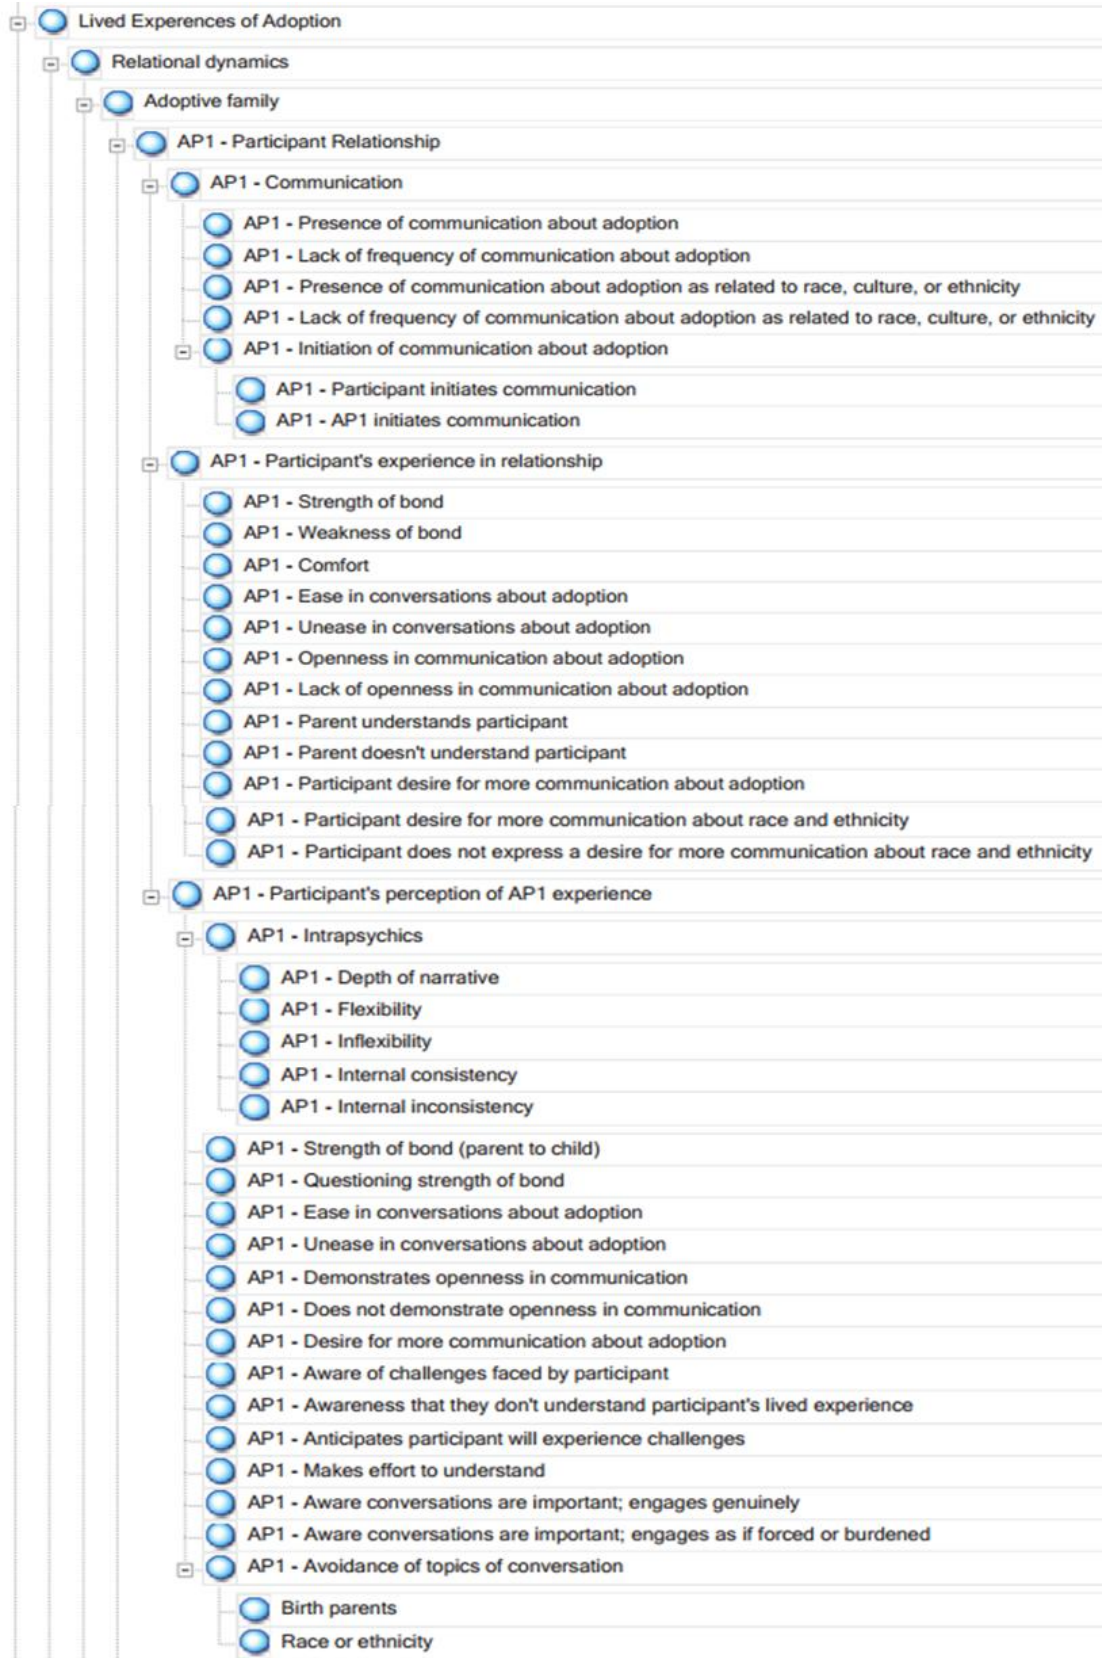 Lived Experences of Adoption
Relational dynamics
Adoptive family
AP1 - Participant Relationship
AP1 - Communication
AP1 - Presence of communication about adoption
AP1 - Lack of frequency of communication about adoption
AP1 - Presence of communication about adoption as related to race, culture, or ethnicity
AP1 - Lack of frequency of communication about adoption as related to race, culture, or ethnicity
AP1 - Initiation of communication about adoption
AP1 - Participant initiates communication
AP1 - AP1 initiates communication
AP1 - Participant's experience in relationship
AP1 - Strength of bond
AP1 - Weakness of bond
AP1 - Comfort
AP1 - Ease in conversations about adoption
AP1 - Unease in conversations about adoption
AP1 - Openness in communication about adoption
AP1 - Lack of openness in communication about adoption
AP1 - Parent understands participant
AP1 - Parent doesn't understand participant
AP1 - Participant desire for more communication about adoption
AP1 - Participant desire for more communication about race and ethnicity
AP1 - Participant does not express a desire for more communication about race and ethnicity
AP1 - Participant's perception of AP1 experience
AP1 - Intrapsychics
AP1 - Depth of narrative
AP1 - Flexibility
AP1 - Inflexibility
AP1 - Internal consistency
AP1 - Internal inconsistency
AP1 - Strength of bond (parent to child)
AP1 - Questioning strength of bond
AP1 - Ease in conversations about adoption
AP1 - Unease in conversations about adoption
AP1 - Demonstrates openness in communication
AP1 - Does not demonstrate openness in communication
AP1 - Desire for more communication about adoption
AP1 - Aware of challenges faced by participant
AP1 - Awareness that they don't understand participant's lived experience
AP1 - Anticipates participant will experience challenges
AP1 - Makes effort to understand
AP1 - Aware conversations are important; engages genuinely
AP1 - Aware conversations are important; engages as if forced or burdened
AP1 - Avoidance of topics of conversation
Birth parents
Race or ethnicity